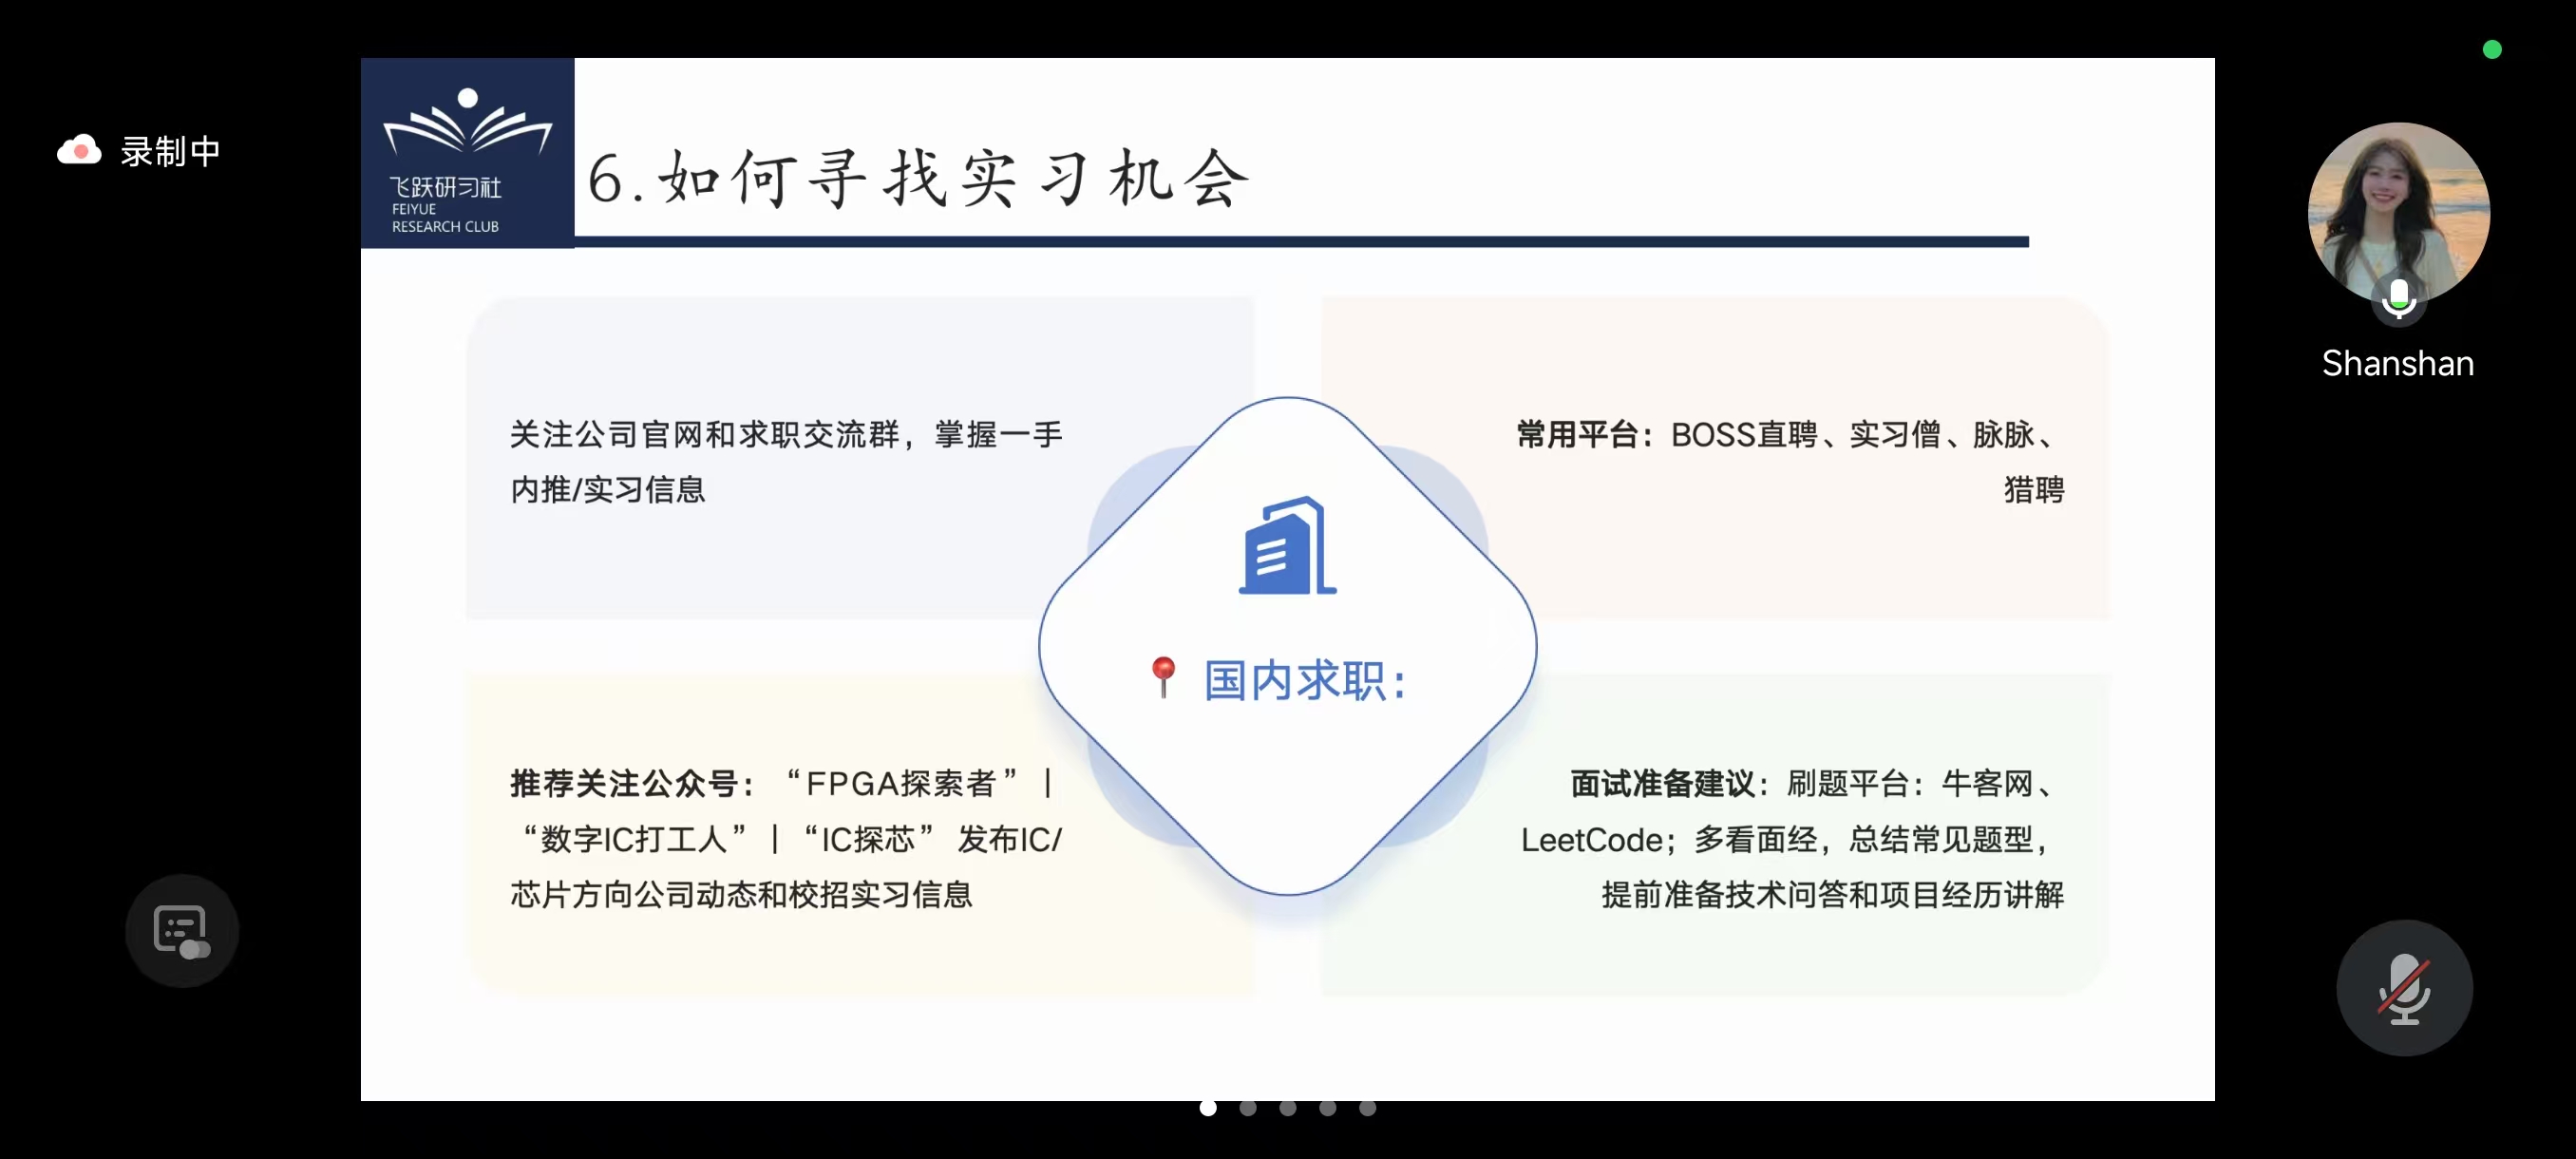 录制中
飞跃研习社
FEIYUE
RESEARCH CLUB
6.如何寻找实习机会
Shanshan
关注公司官网和求职交流群，掌握一手
内推/实习信息
常用平台：BOSS直聘、实习僧、脉脉、
猎聘
📍 国内求职：
推荐关注公众号：“FPGA探索者”｜
“数字IC打工人”｜“IC探芯” 发布IC/
芯片方向公司动态和校招实习信息
面试准备建议：刷题平台：牛客网、
LeetCode；多看面经，总结常见题型，
提前准备技术问答和项目经历讲解